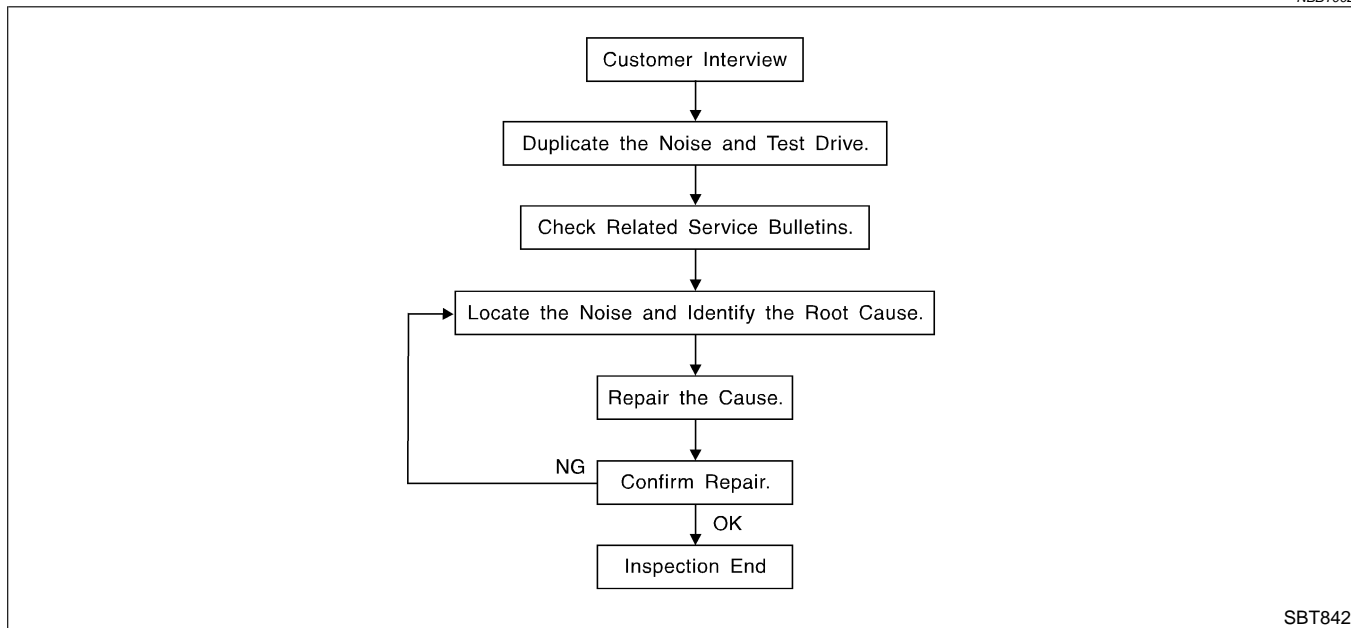 Customer Interview
Duplicate the Noise and Test Drive.
Check Related Service Bulletins.
Locate the Noise and Identify the Root Cause.
Repair the Cause.
NG
Confirm Repair.
OK
Inspection End
SBT842